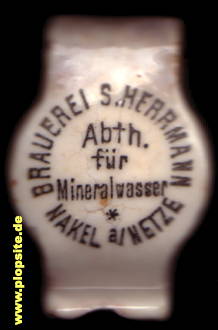 BRAUEREI S. HERRMANN
Abth.
für
Mineralwasser
*
NAKEL a/NETZE
www.plopsite.de